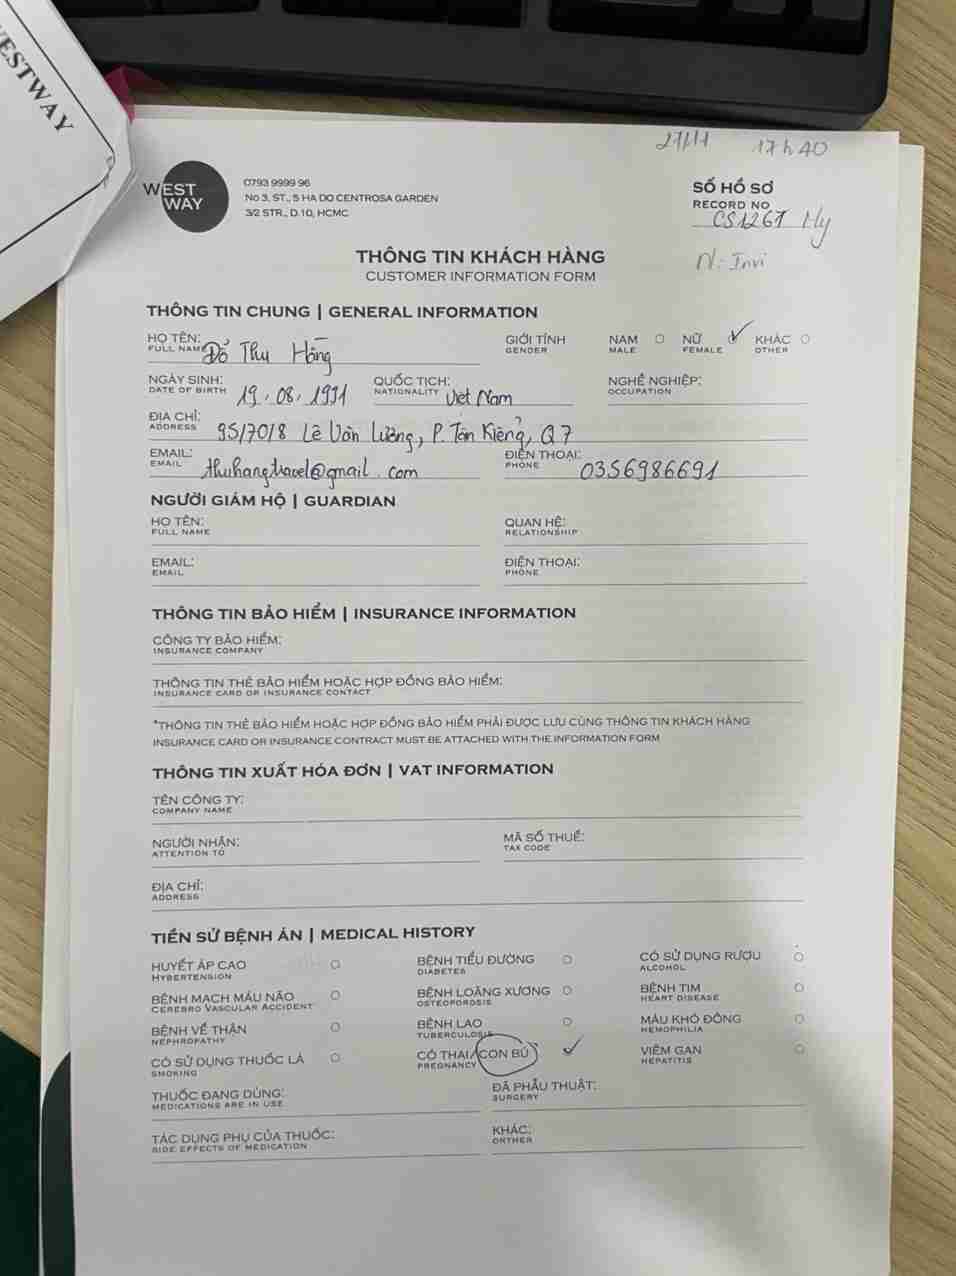 WESTWAY
21/11 17h40
WEST WAY
0793 9999 96
No 3, ST., 5 HA DO CENTROSA GARDEN
3/2 STR., D.10, HCMC
SỐ HỒ SƠ
RECORD NO
CS1267 My
N: Invi
THÔNG TIN KHÁCH HÀNG
CUSTOMER INFORMATION FORM
THÔNG TIN CHUNG | GENERAL INFORMATION
HỌ TÊN: Đỗ Thu Hằng GIỚI TÍNH NAM NỮ KHÁC
FULL NAME GENDER MALE FEMALE OTHER
NGÀY SINH: 19.08.1991 QUỐC TỊCH: Việt Nam NGHỀ NGHIỆP:
DATE OF BIRTH NATIONALITY OCCUPATION
ĐỊA CHỈ: 95/70/8 Lê Văn Lương, P. Tân Kiểng, Q7
ADDRESS
EMAIL: thuhangtravel@gmail.com ĐIỆN THOẠI: 0356986691
EMAIL PHONE
NGƯỜI GIÁM HỘ | GUARDIAN
HỌ TÊN: QUAN HỆ:
FULL NAME RELATIONSHIP
EMAIL: ĐIỆN THOẠI:
EMAIL PHONE
THÔNG TIN BẢO HIỂM | INSURANCE INFORMATION
CÔNG TY BẢO HIỂM:
INSURANCE COMPANY
THÔNG TIN THẺ BẢO HIỂM HOẶC HỢP ĐỒNG BẢO HIỂM:
INSURANCE CARD OR INSURANCE CONTACT
*THÔNG TIN THẺ BẢO HIỂM HOẶC HỢP ĐỒNG BẢO HIỂM PHẢI ĐƯỢC LƯU CÙNG THÔNG TIN KHÁCH HÀNG
INSURANCE CARD OR INSURANCE CONTRACT MUST BE ATTACHED WITH THE INFORMATION FORM
THÔNG TIN XUẤT HÓA ĐƠN | VAT INFORMATION
TÊN CÔNG TY:
COMPANY NAME
NGƯỜI NHẬN: MÃ SỐ THUẾ:
ATTENTION TO TAX CODE
ĐỊA CHỈ:
ADDRESS
TIỀN SỬ BỆNH ÁN | MEDICAL HISTORY
HUYẾT ÁP CAO BỆNH TIỂU ĐƯỜNG CÓ SỬ DỤNG RƯỢU
HYBERTENSION DIABETES ALCOHOL
BỆNH MẠCH MÁU NÃO BỆNH LOÃNG XƯƠNG BỆNH TIM
CEREBRO VASCULAR ACCIDENT OSTEOPOROSIS HEART DISEASE
BỆNH VỀ THẬN BỆNH LAO MÁU KHÓ ĐÔNG
NEPHROPATHY TUBERCULOSIS HEMOPHILIA
CÓ SỬ DỤNG THUỐC LÁ CÓ THAI/CON BÚ VIÊM GAN
SMOKING PREGNANCY HEPATITIS
THUỐC ĐANG DÙNG: ĐÃ PHẪU THUẬT:
MEDICATIONS ARE IN USE SURGERY
TÁC DỤNG PHỤ CỦA THUỐC: KHÁC:
SIDE EFFECTS OF MEDICATION ORTHER